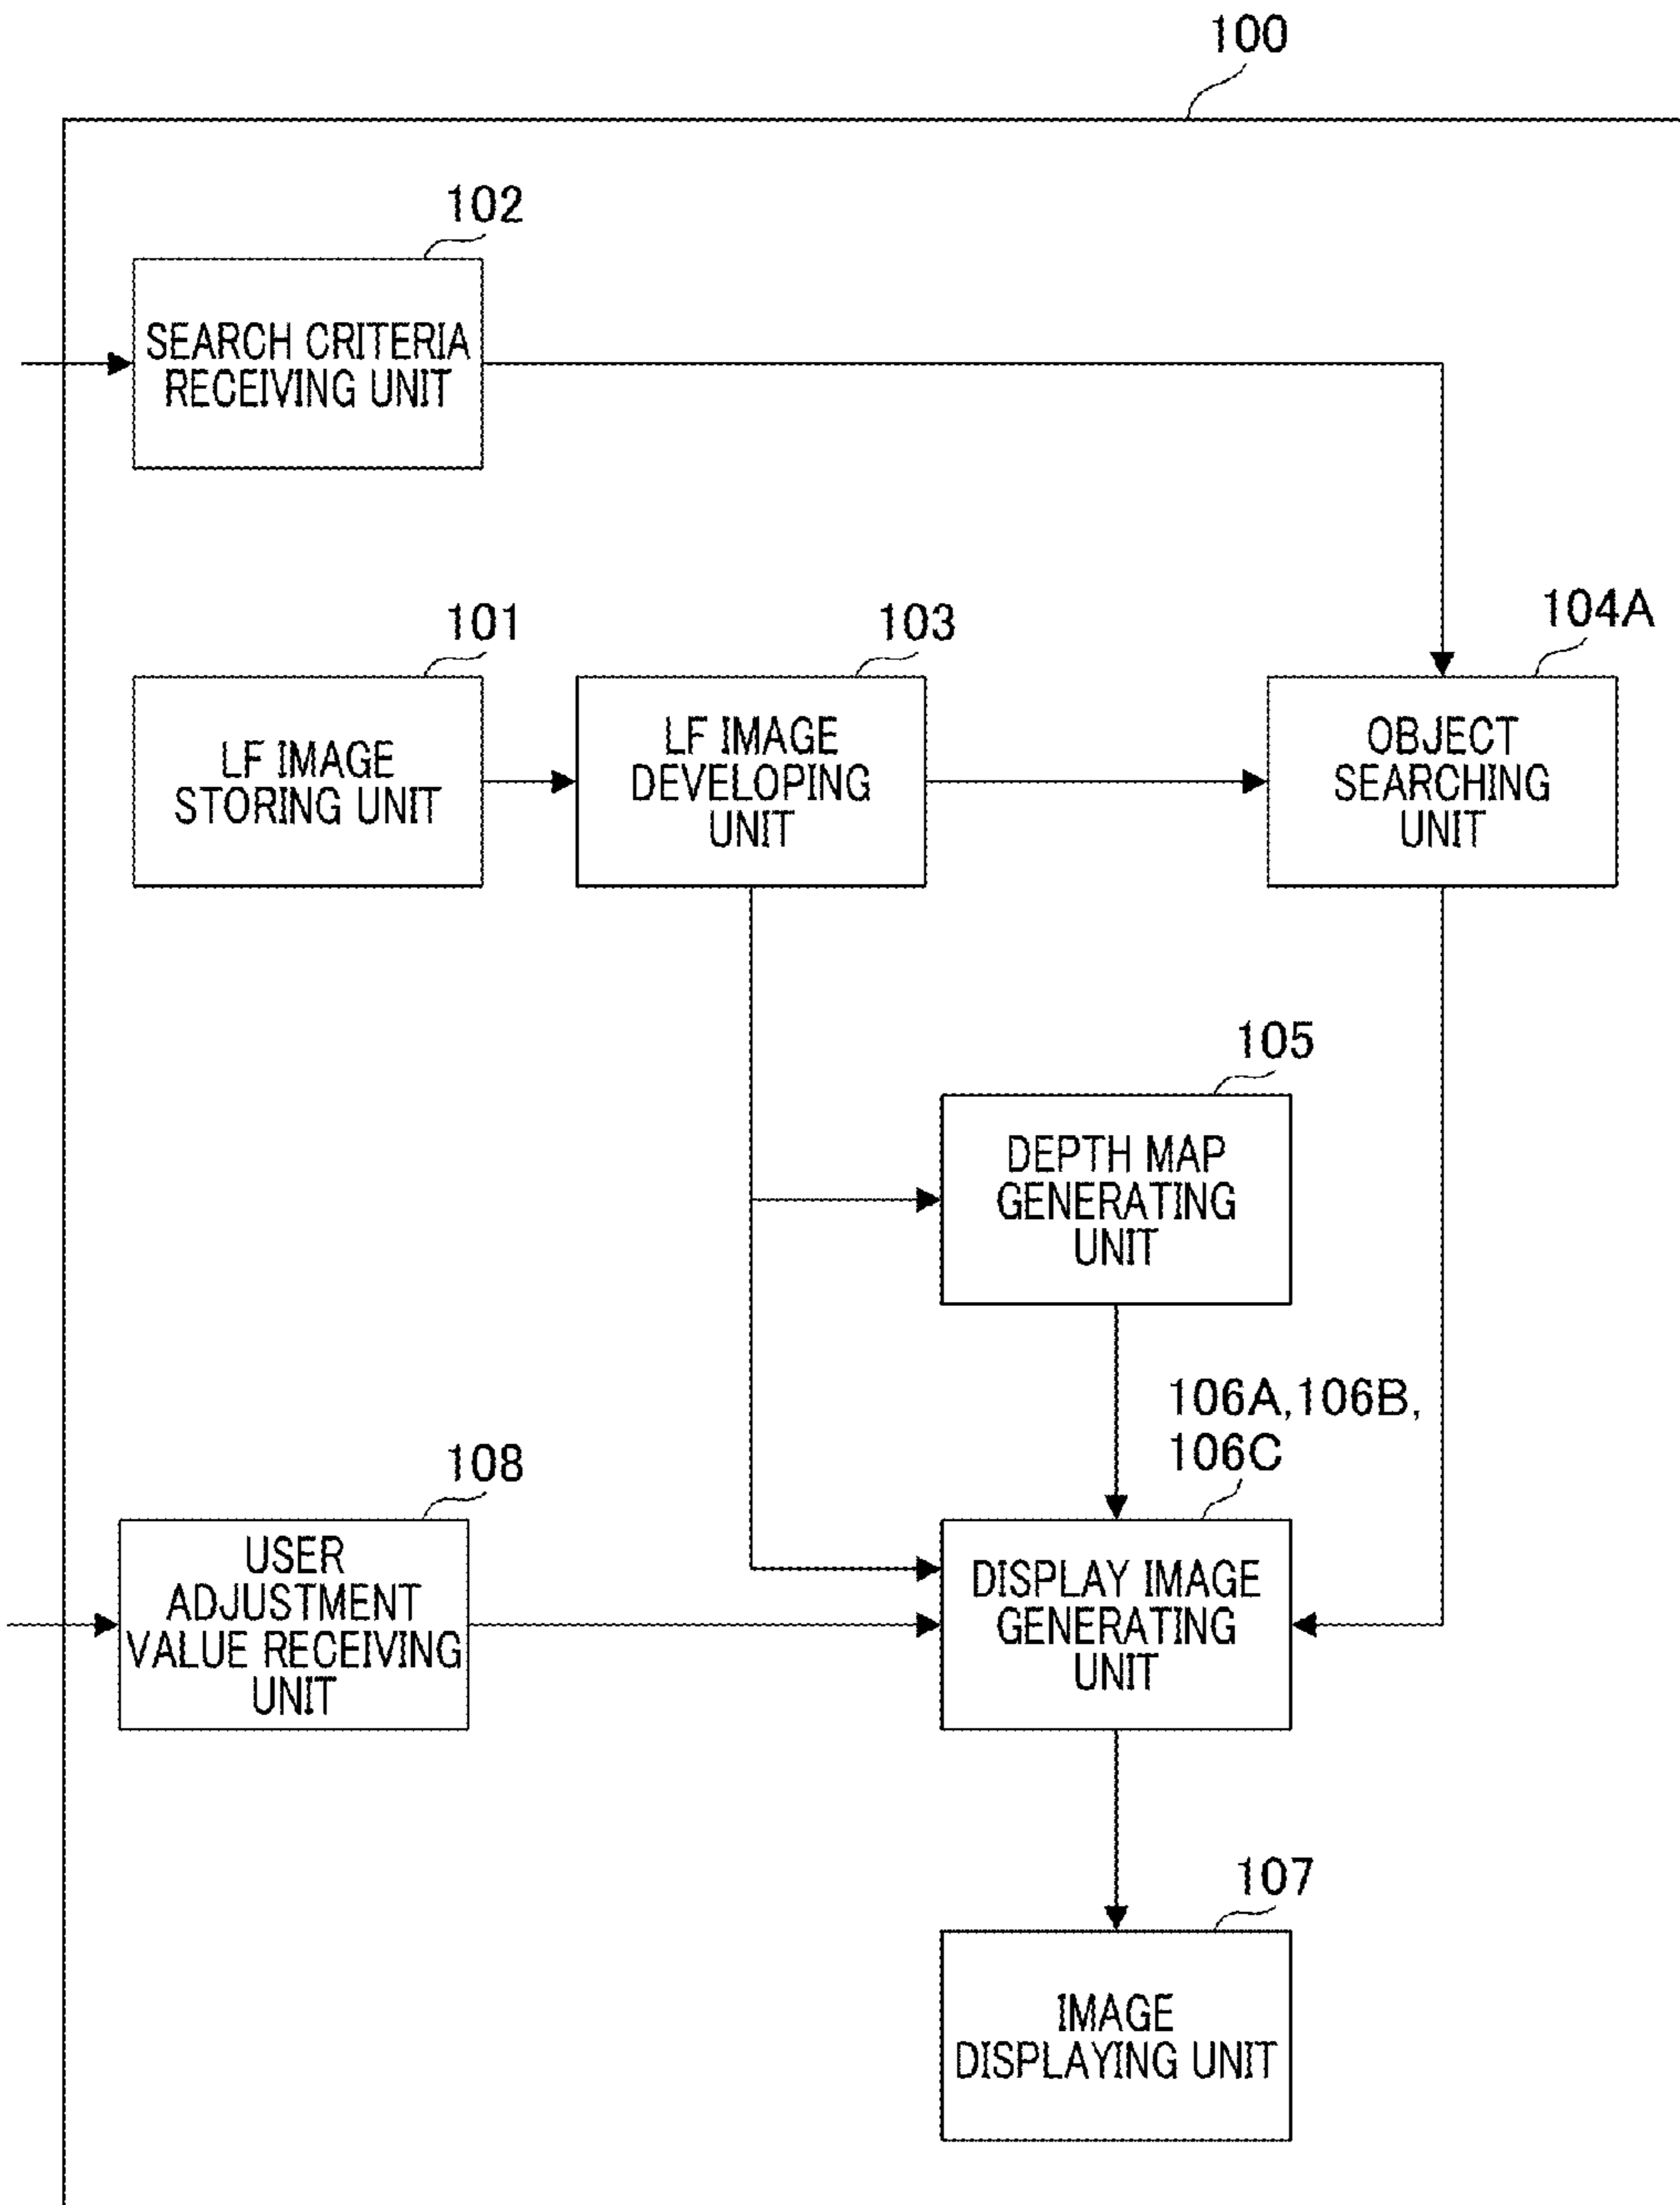 100
102
SEARCH CRITERIA
RECEIVING UNIT
101
LF IMAGE
STORING UNIT
103
LF IMAGE
DEVELOPING
UNIT
104A
OBJECT
SEARCHING
UNIT
105
DEPTH MAP
GENERATING
UNIT
106A,106B,
106C
108
USER
ADJUSTMENT
VALUE RECEIVING
UNIT
DISPLAY IMAGE
GENERATING
UNIT
107
IMAGE
DISPLAYING UNIT